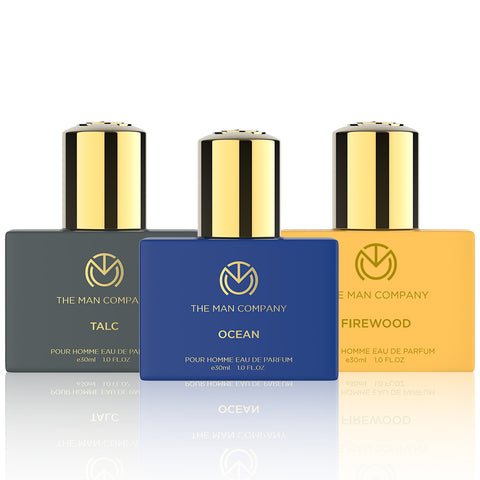 THE MAN COMPANY
TALC
POUR HOMME EAU DE
e30ml 1.0 FL.OZ
THE MAN COMPANY
OCEAN
POUR HOMME EAU DE PARFUM
e30ml 1.0 FL.OZ
MAN COMPANY
FIREWOOD
HOMME EAU DE PARFUM
e30ml 1.0 FL.OZ